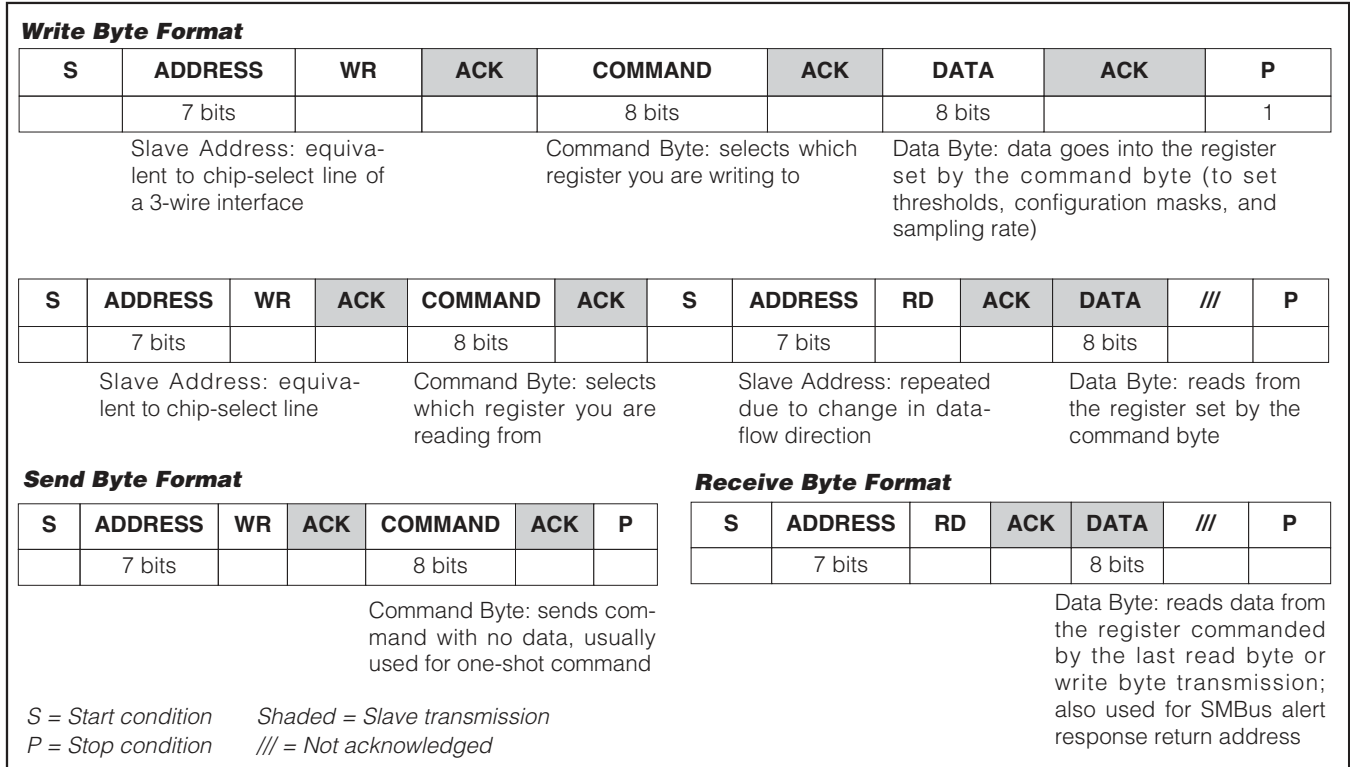 Write Byte Format
S ADDRESS WR ACK COMMAND ACK DATA ACK P
7 bits 8 bits 8 bits 1
Slave Address: equiva-
lent to chip-select line of
a 3-wire interface
Command Byte: selects which
register you are writing to
Data Byte: data goes into the register
set by the command byte (to set
thresholds, configuration masks, and
sampling rate)
S ADDRESS WR ACK COMMAND ACK S ADDRESS RD ACK DATA /// P
7 bits 8 bits 7 bits 8 bits
Slave Address: equiva-
lent to chip-select line
Command Byte: selects
which register you are
reading from
Slave Address: repeated
due to change in data-
flow direction
Data Byte: reads from
the register set by the
command byte
Send Byte Format
S ADDRESS WR ACK COMMAND ACK P
7 bits 8 bits
Command Byte: sends com-
mand with no data, usually
used for one-shot command
Receive Byte Format
S ADDRESS RD ACK DATA /// P
7 bits 8 bits
Data Byte: reads data from
the register commanded
by the last read byte or
write byte transmission;
also used for SMBus alert
response return address
S = Start condition Shaded = Slave transmission
P = Stop condition /// = Not acknowledged